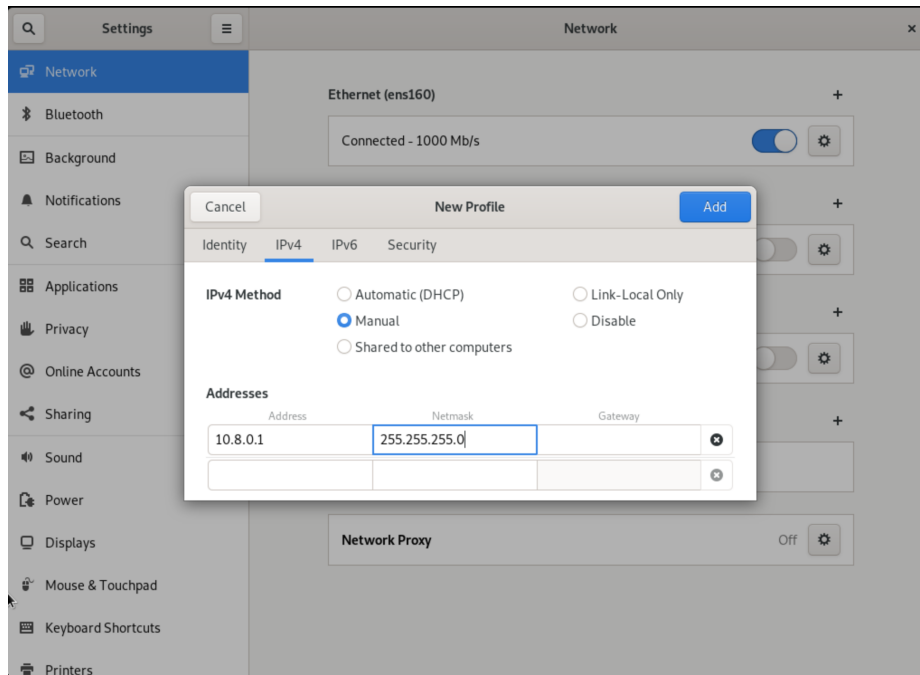 Settings
Network
Network
Bluetooth
Background
Notifications
Search
Applications
Privacy
Online Accounts
Sharing
Sound
Power
Displays
Mouse & Touchpad
Keyboard Shortcuts
Printers
Ethernet (ens160)
Connected - 1000 Mb/s
Cancel
New Profile
Add
Identity
IPv4
IPv6
Security
IPv4 Method
Automatic (DHCP)
Link-Local Only
Manual
Disable
Shared to other computers
Addresses
Address
Netmask
Gateway
10.8.0.1
255.255.255.0
Network Proxy
Off